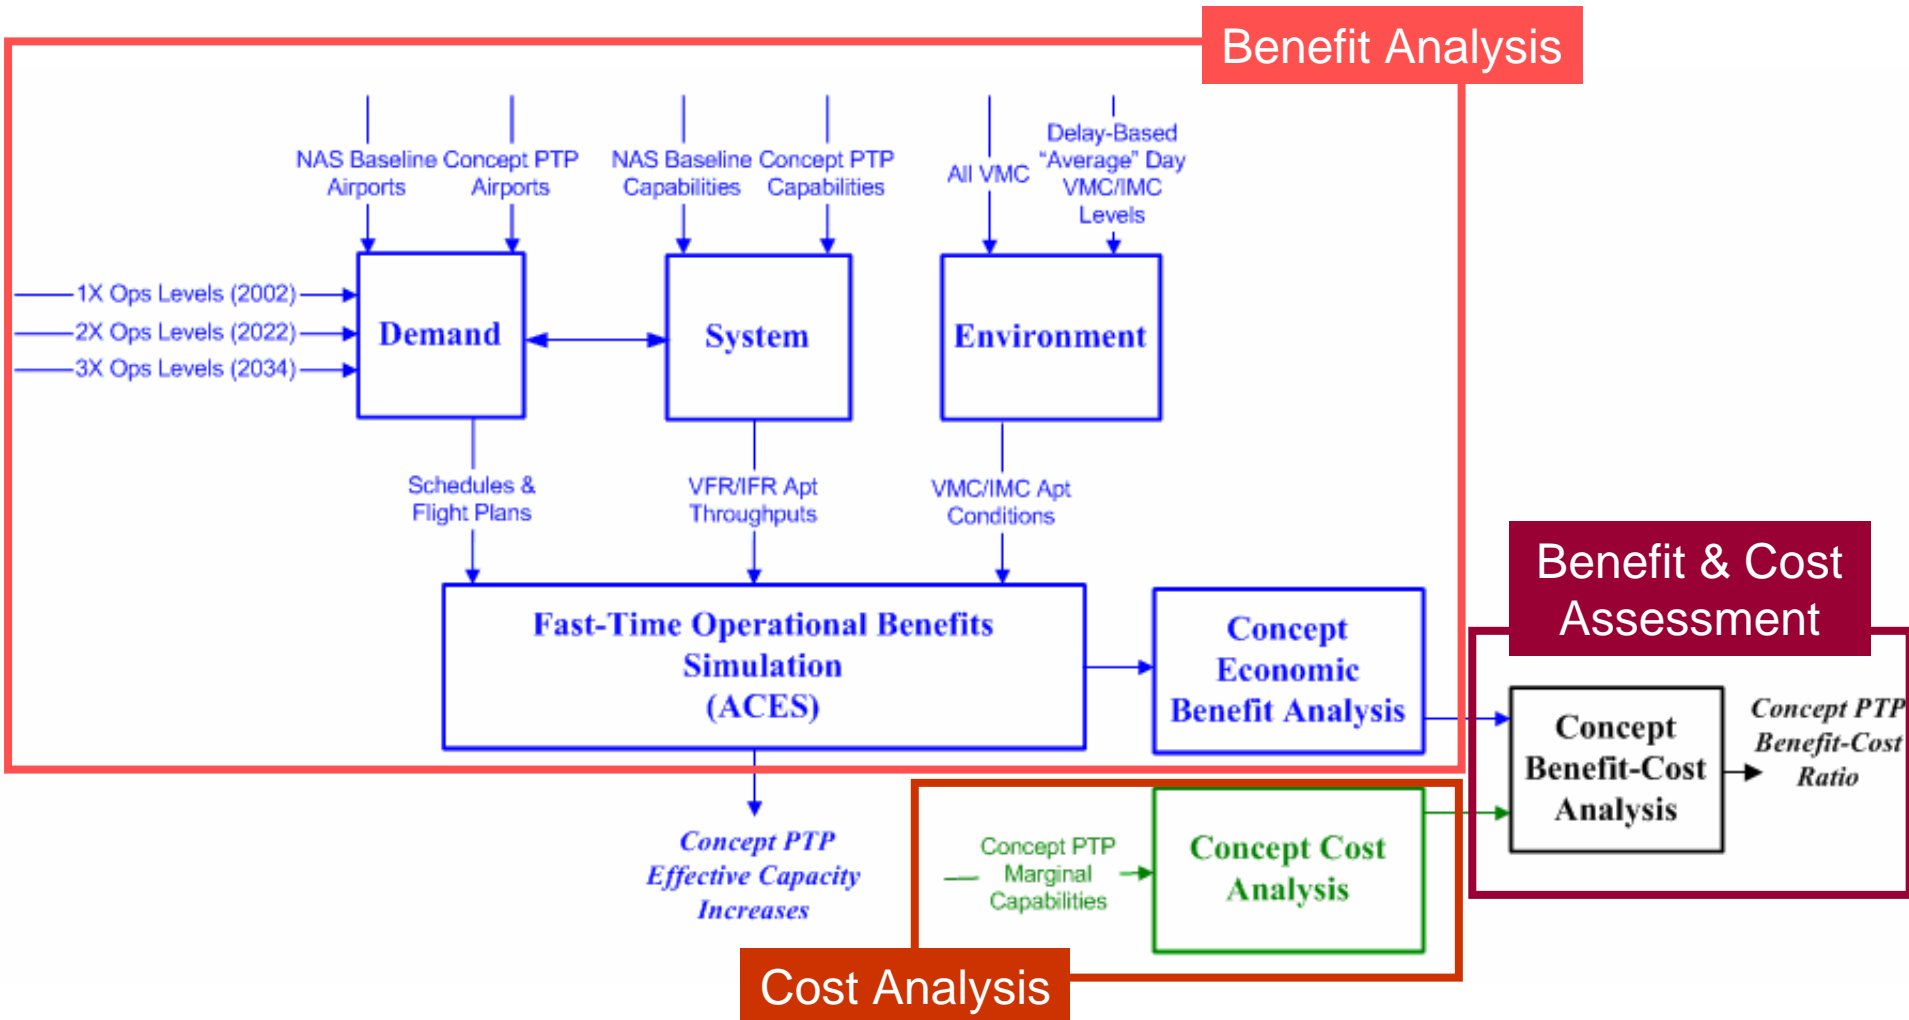 Benefit Analysis
NAS Baseline
Airports
Concept PTP
Airports
NAS Baseline
Capabilities
Concept PTP
Capabilities
All VMC
Delay-Based
“Average” Day
VMC/IMC
Levels
1X Ops Levels (2002)
2X Ops Levels (2022)
3X Ops Levels (2034)
Demand
System
Environment
Schedules &
Flight Plans
VFR/IFR Apt
Throughputs
VMC/IMC Apt
Conditions
Fast-Time Operational Benefits
Simulation
(ACES)
Concept
Economic
Benefit Analysis
Benefit & Cost
Assessment
Concept
Benefit-Cost
Analysis
Concept PTP
Benefit-Cost
Ratio
Concept PTP
Effective Capacity
Increases
Concept PTP
Marginal
Capabilities
Concept Cost
Analysis
Cost Analysis